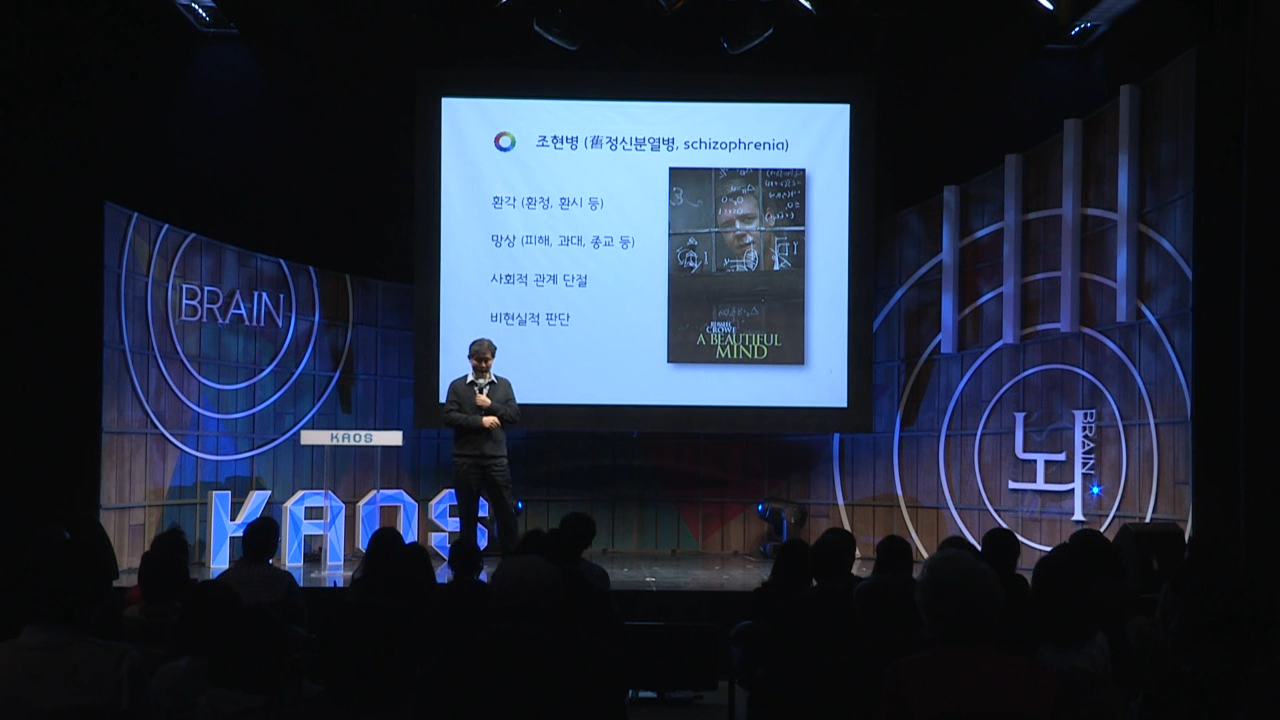 조현병 (舊정신분열병, schizophrenia)
환각 (환청, 환시 등)
망상 (피해, 과대, 종교 등)
사회적 관계 단절
비현실적 판단
RUSSELL
CROWE
A BEAUTIFUL
MIND
BRAIN
KAOS
KAOS
뇌
BRAIN